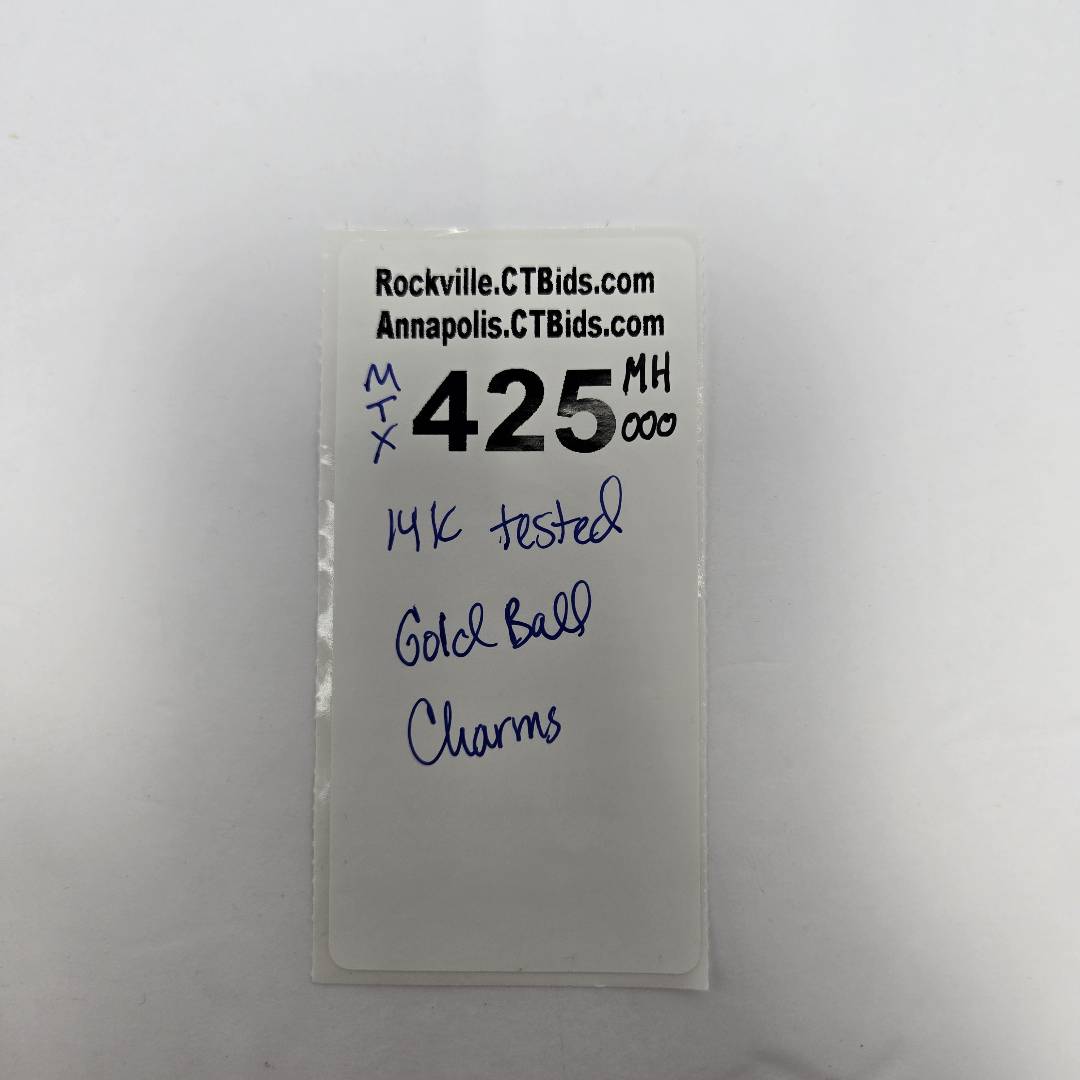 Rockville.CTBids.com
Annapolis.CTBids.com
MTX 425 MH
000
14K tested
Gold Ball
Charms